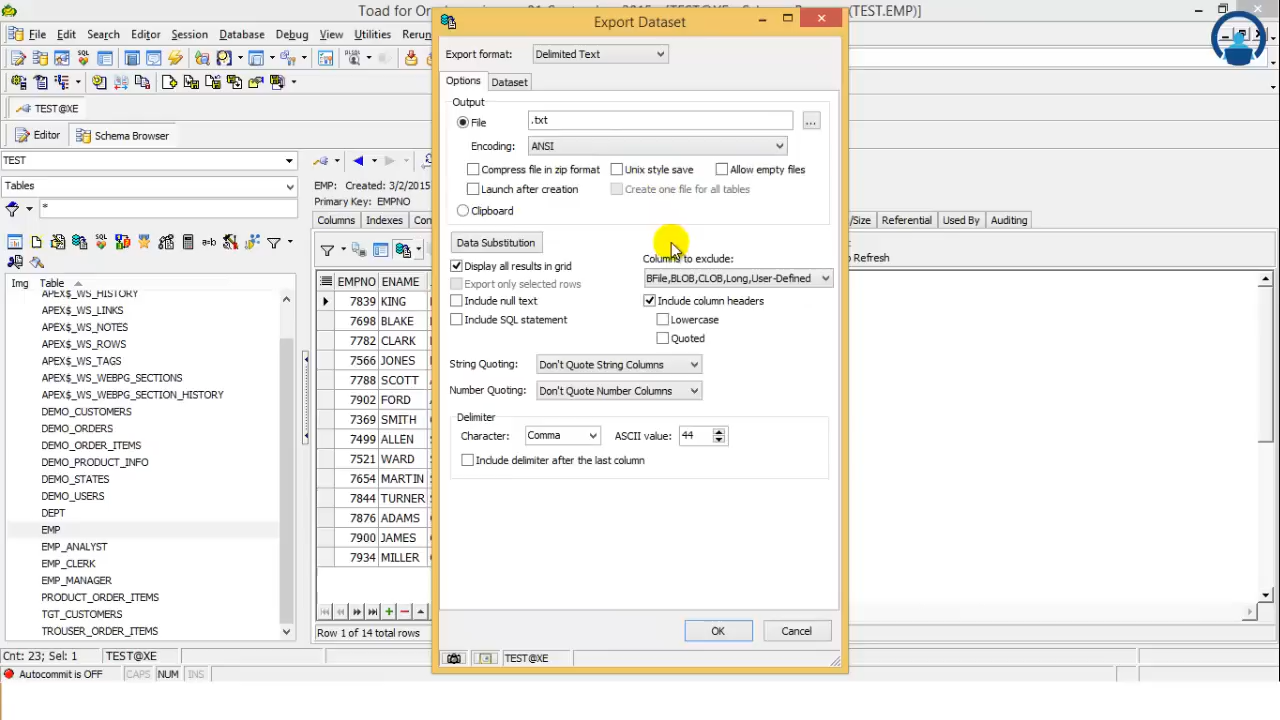 Toad for Or
(TEST.EMP)]
Export Dataset
File Edit Search Editor Session Database Debug View Utilities Rerun
Export format: Delimited Text
Options Dataset
TEST@XE
Editor Schema Browser
Output
File .txt ...
Encoding: ANSI
Compress file in zip format Unix style save Allow empty files
Launch after creation Create one file for all tables
Clipboard
TEST
Tables
*
EMP: Created: 3/2/2015
Primary Key: EMPNO
Columns Indexes Con
/Size Referential Used By Auditing
o Refresh
Data Substitution
Display all results in grid
Export only selected rows
Include null text
Include SQL statement
Columns to exclude:
BFile,BLOB,CLOB,Long,User-Defined
Include column headers
Lowercase
Quoted
String Quoting: Don't Quote String Columns
Number Quoting: Don't Quote Number Columns
Delimiter
Character: Comma ASCII value: 44
Include delimiter after the last column
OK Cancel
TEST@XE
Img Table
APEX$_WS_HISTORY
APEX$_WS_LINKS
APEX$_WS_NOTES
APEX$_WS_ROWS
APEX$_WS_TAGS
APEX$_WS_WEBPG_SECTIONS
APEX$_WS_WEBPG_SECTION_HISTORY
DEMO_CUSTOMERS
DEMO_ORDERS
DEMO_ORDER_ITEMS
DEMO_PRODUCT_INFO
DEMO_STATES
DEMO_USERS
DEPT
EMP
EMP_ANALYST
EMP_CLERK
EMP_MANAGER
PRODUCT_ORDER_ITEMS
TGT_CUSTOMERS
TROUSER_ORDER_ITEMS
EMPNO ENAME
7839 KING
7698 BLAKE
7782 CLARK
7566 JONES
7788 SCOTT
7902 FORD
7369 SMITH
7499 ALLEN
7521 WARD
7654 MARTIN
7844 TURNER
7876 ADAMS
7900 JAMES
7934 MILLER
Row 1 of 14 total rows
Cnt: 23; Sel: 1 TEST@XE
Autocommit is OFF CAPS NUM INS